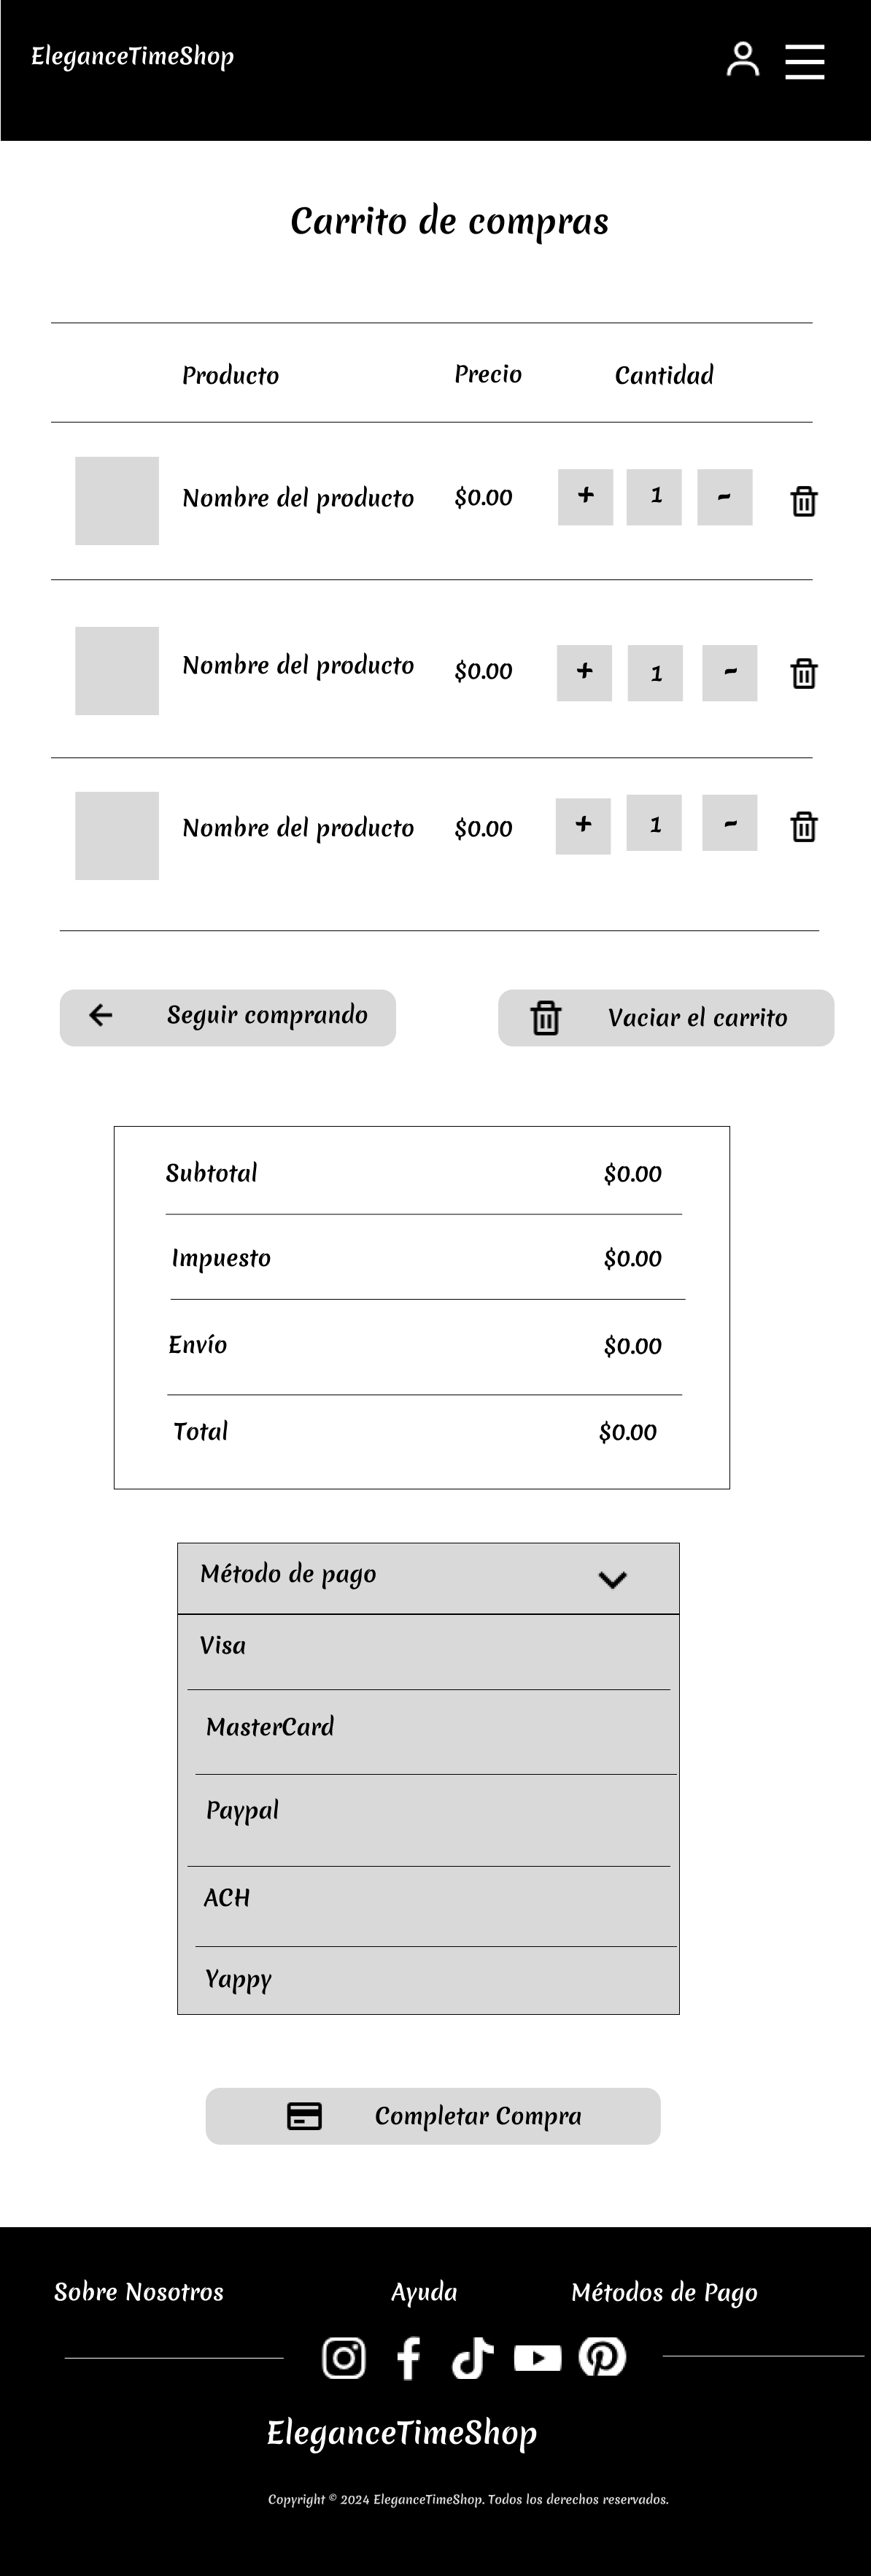 EleganceTimeShop
Carrito de compras
Producto Precio Cantidad
Nombre del producto $0.00 + 1 -
Nombre del producto $0.00 + 1 -
Nombre del producto $0.00 + 1 -
Seguir comprando Vaciar el carrito
Subtotal $0.00
Impuesto $0.00
Envío $0.00
Total $0.00
Método de pago
Visa
MasterCard
Paypal
ACH
Yappy
Completar Compra
Sobre Nosotros Ayuda Métodos de Pago
EleganceTimeShop
Copyright © 2024 EleganceTimeShop. Todos los derechos reservados.